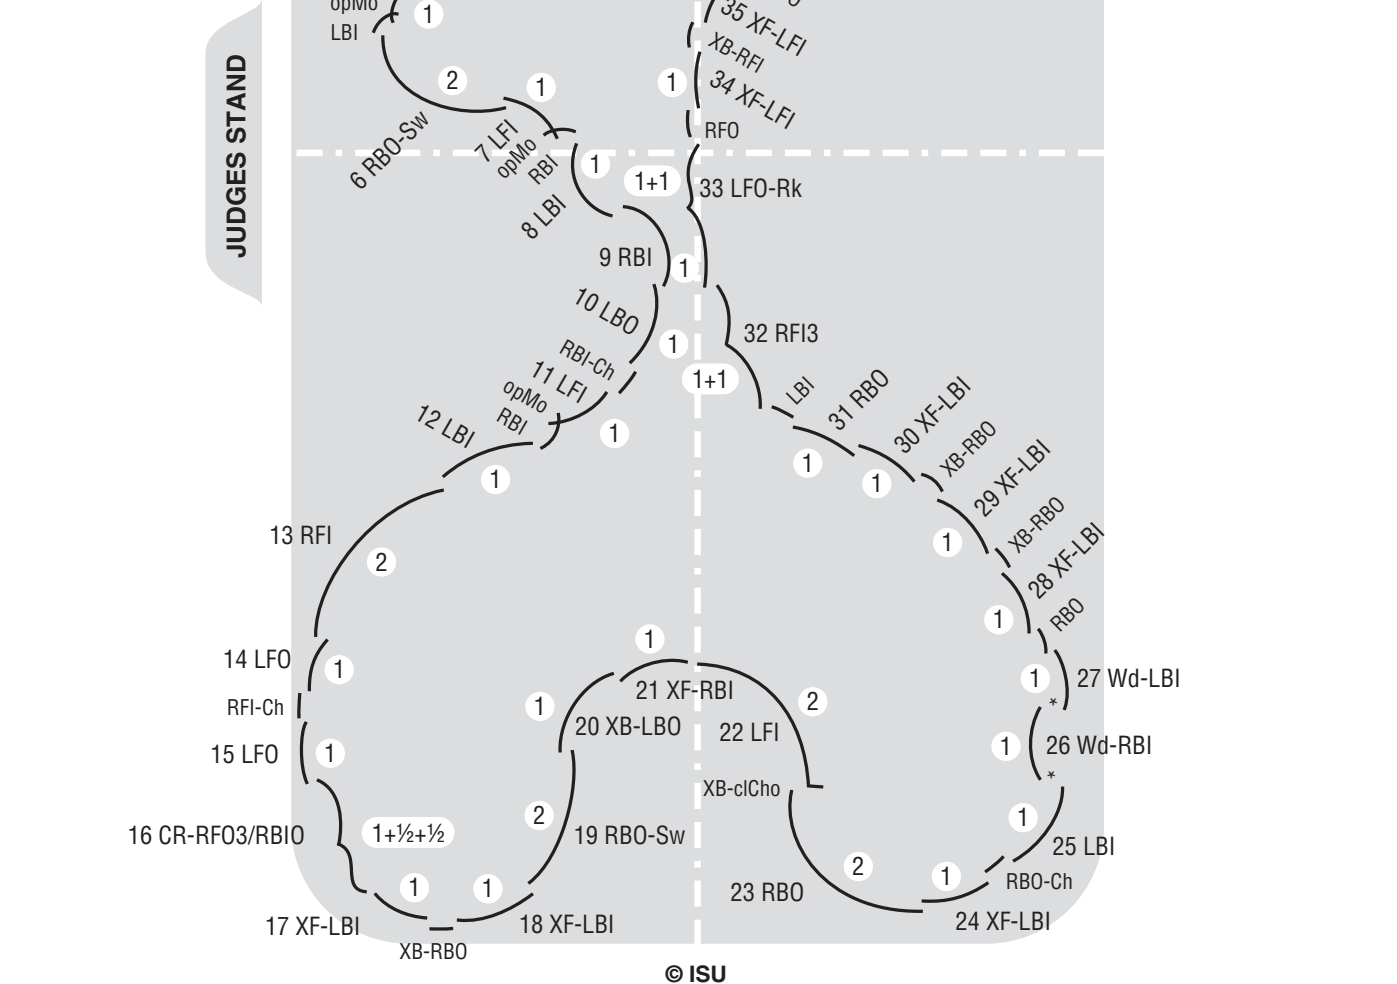 opMo
LBI
1
2
1
6 RBO-Sw
7 LFI
opMo
RBI
1
8 LBI
1+1
35 XF-LFI
XB-RFI
1
34 XF-LFI
RFO
33 LFO-Rk
JUDGES STAND
9 RBI
1
10 LBO
1
RBI-Ch
11 LFI
opMo
RBI
1
12 LBI
1
32 RFI3
1+1
LBI
31 RBO
1
30 XF-LBI
1
XB-RBO
29 XF-LBI
1
XB-RBO
28 XF-LBI
1
RBO
13 RFI
2
14 LFO
1
RFI-Ch
15 LFO
1
16 CR-RFO3/RBIO
1+½+½
1
17 XF-LBI
XB-RBO
1
18 XF-LBI
2
19 RBO-Sw
1
20 XB-LBO
1
21 XF-RBI
22 LFI
2
XB-clCho
23 RBO
2
1
24 XF-LBI
RBO-Ch
1
25 LBI
*
1
26 Wd-RBI
*
1
27 Wd-LBI
© ISU